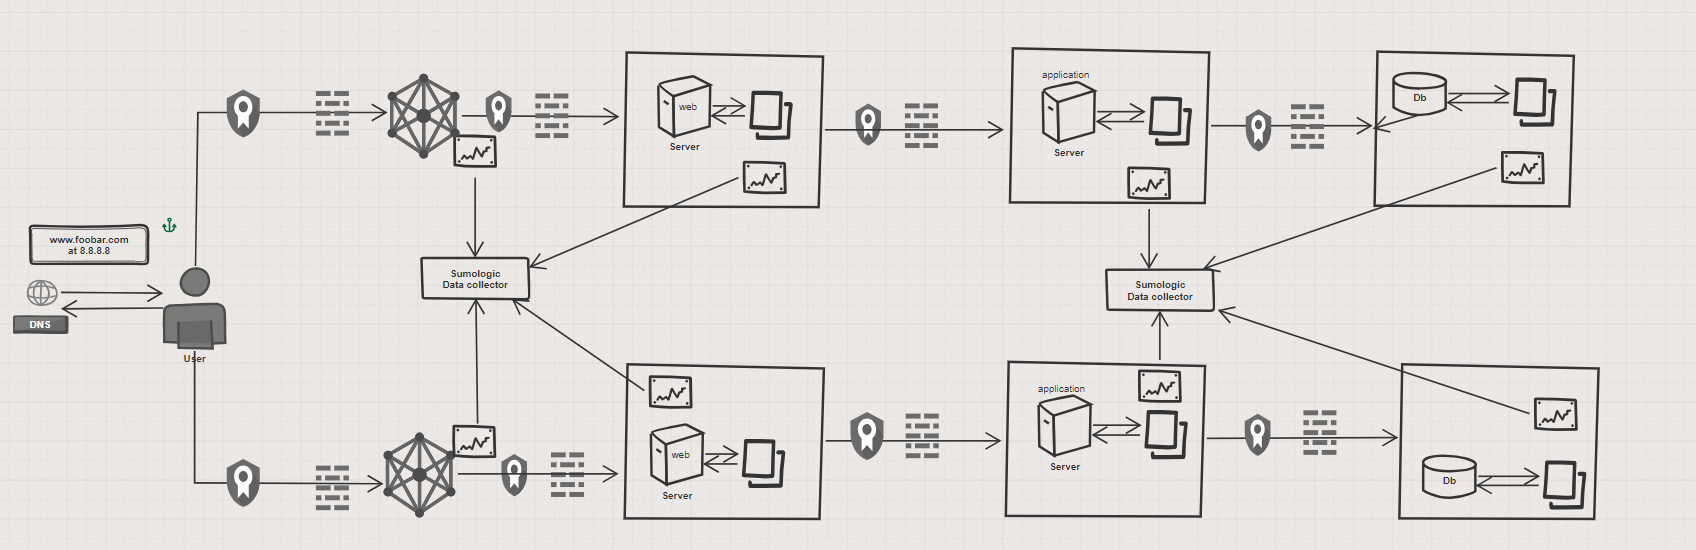 application
web
Server
Server
Db
www.foobar.com
at 8.8.8.8
DNS
User
Sumologic
Data collector
Sumologic
Data collector
application
web
Server
Server
Db